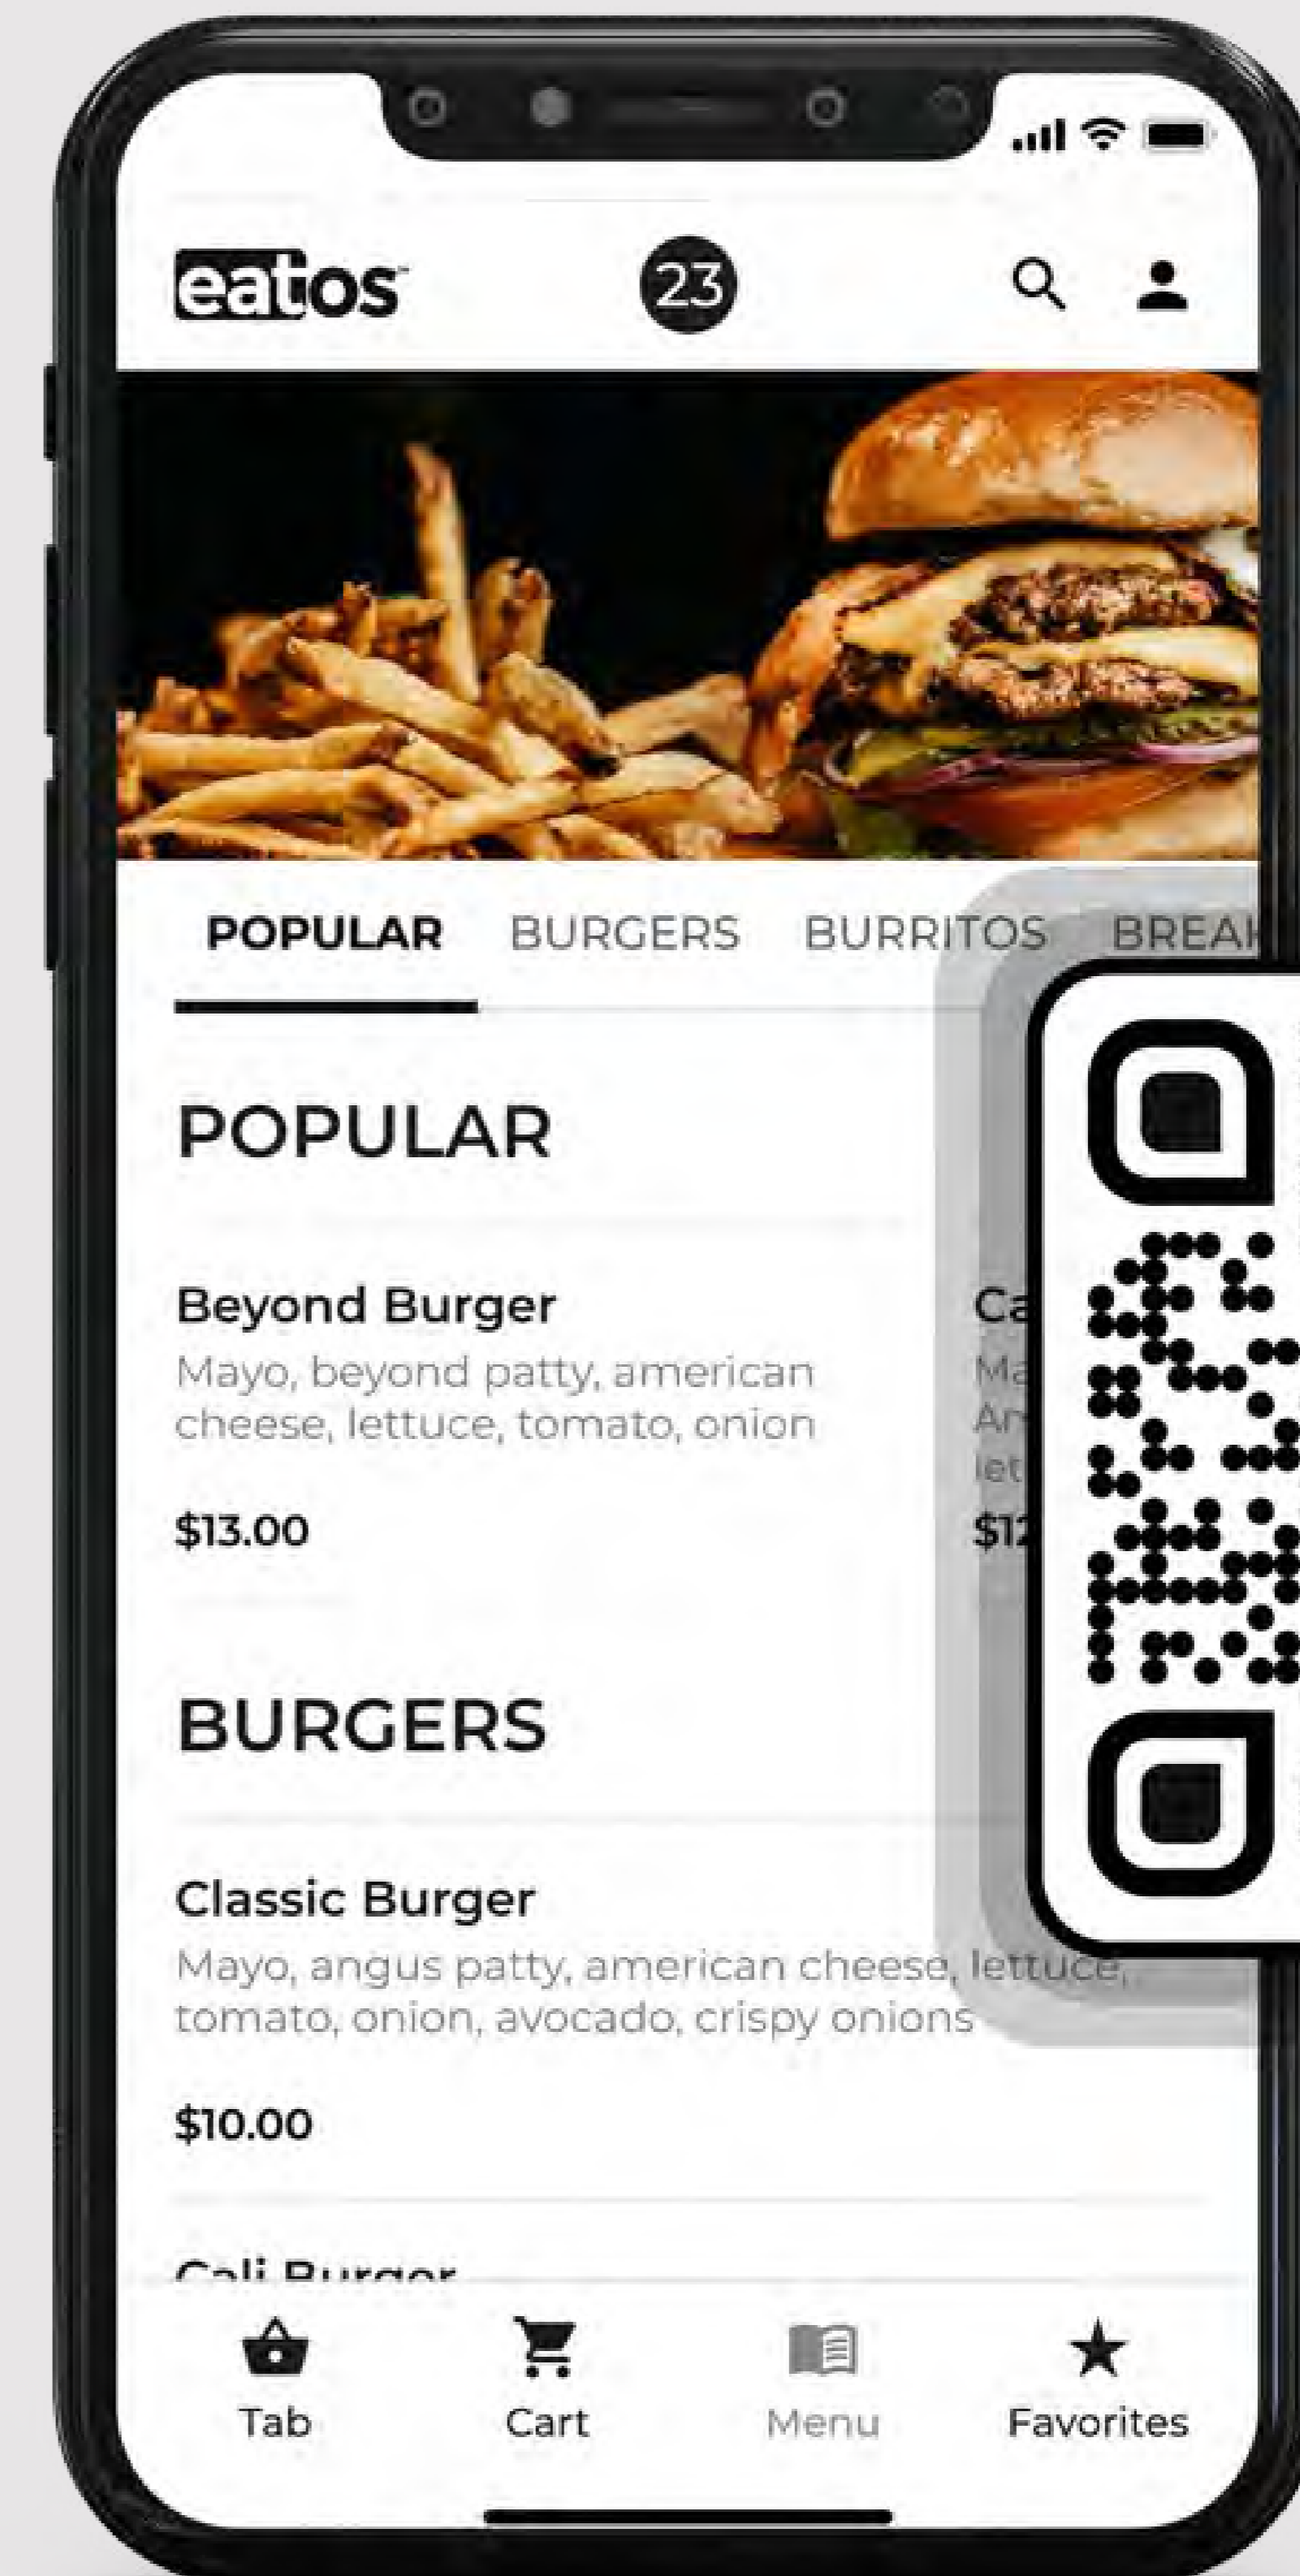 eatos
23
POPULAR BURGERS BURRITOS
POPULAR
Beyond Burger
Mayo, beyond patty, american
cheese, lettuce, tomato, onion
$13.00
BURGERS
Classic Burger
Mayo, angus patty, american cheese, lettuce,
tomato, onion, avocado, crispy onions
$10.00
Cali Burger
Tab Cart Menu Favorites